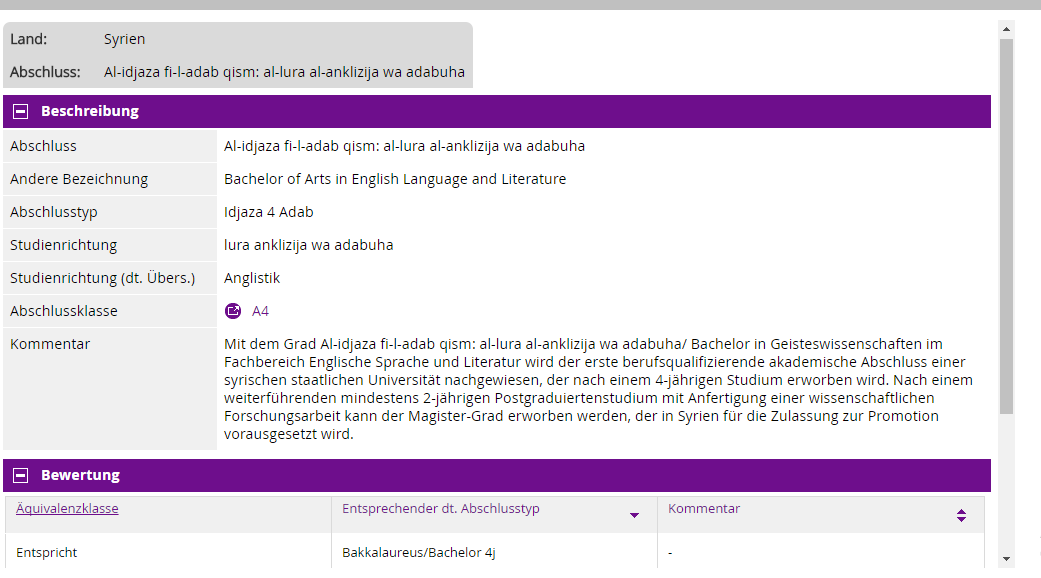 Land: Syrien
Abschluss: Al-idjaza fi-l-adab qism: al-lura al-anklizija wa adabuha
Beschreibung
Abschluss Al-idjaza fi-l-adab qism: al-lura al-anklizija wa adabuha
Andere Bezeichnung Bachelor of Arts in English Language and Literature
Abschlusstyp Idjaza 4 Adab
Studienrichtung lura anklizija wa adabuha
Studienrichtung (dt. Übers.) Anglistik
Abschlussklasse A4
Kommentar Mit dem Grad Al-idjaza fi-l-adab qism: al-lura al-anklizija wa adabuha/ Bachelor in Geisteswissenschaften im
Fachbereich Englische Sprache und Literatur wird der erste berufsqualifizierende akademische Abschluss einer
syrischen staatlichen Universität nachgewiesen, der nach einem 4-jährigen Studium erworben wird. Nach einem
weiterführenden mindestens 2-jährigen Postgraduiertenstudium mit Anfertigung einer wissenschaftlichen
Forschungsarbeit kann der Magister-Grad erworben werden, der in Syrien für die Zulassung zur Promotion
vorausgesetzt wird.
Bewertung
Äquivalenzklasse Entsprechender dt. Abschlusstyp Kommentar
Entspricht Bakkalaureus/Bachelor 4j -